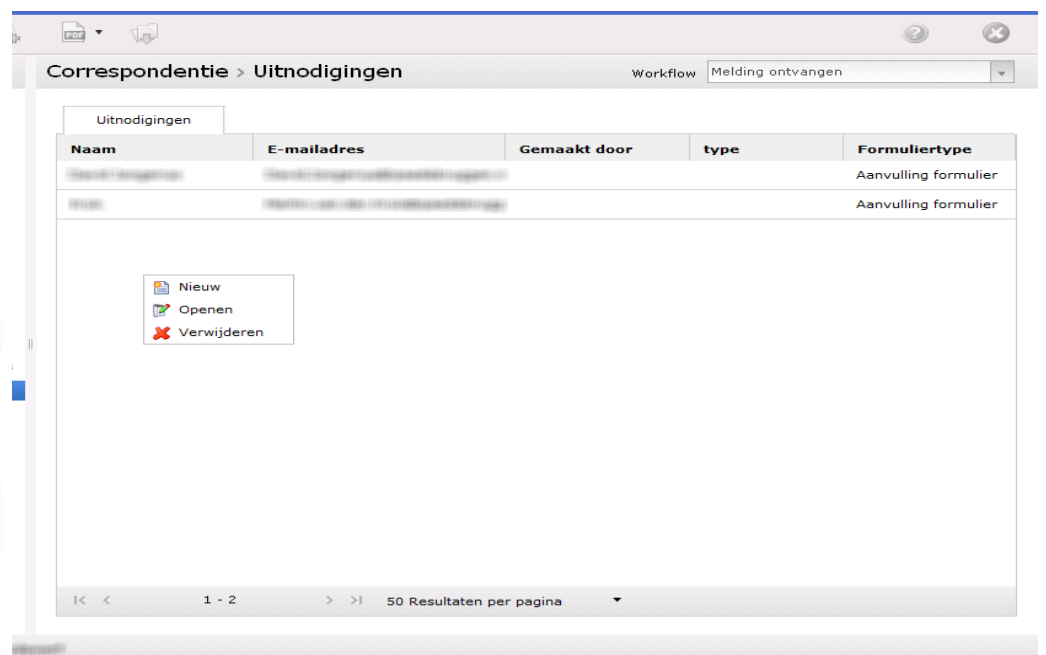 PDF
Correspondentie > Uitnodigingen
Workflow Melding ontvangen
Uitnodigingen
Naam E-mailadres Gemaakt door type Formuliertype
Aanvulling formulier
Aanvulling formulier
Nieuw
Openen
Verwijderen
1 - 2 50 Resultaten per pagina